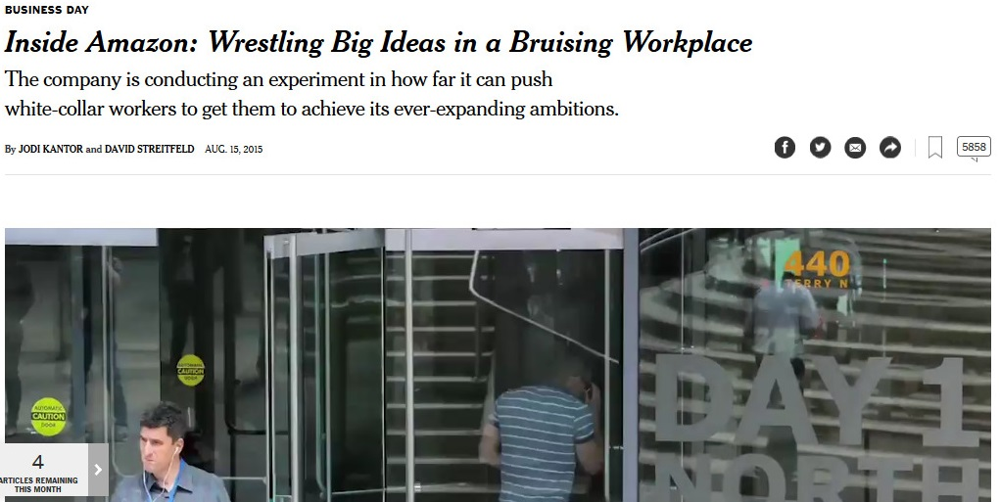 BUSINESS DAY
Inside Amazon: Wrestling Big Ideas in a Bruising Workplace
The company is conducting an experiment in how far it can push
white-collar workers to get them to achieve its ever-expanding ambitions.
By JODI KANTOR and DAVID STREITFELD AUG. 15, 2015
5858
440
TERRY N
AUTOMATIC
CAUTION
DOOR
AUTOMATIC
CAUTION
DOOR
DAY 1
NORTH
4
ARTICLES REMAINING
THIS MONTH